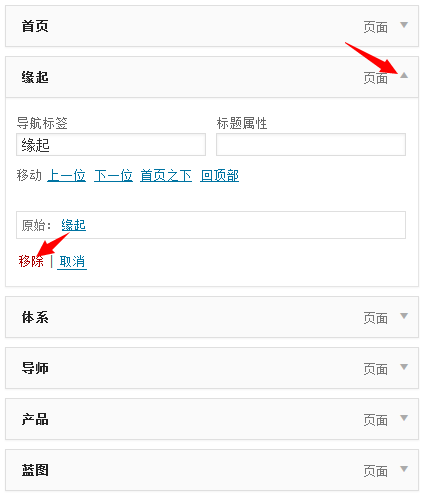 首页 页面
缘起 页面
导航标签 标题属性
缘起
移动 上一位 下一位 首页之下 回顶部
原始： 缘起
移除 | 取消
体系 页面
导师 页面
产品 页面
蓝图 页面